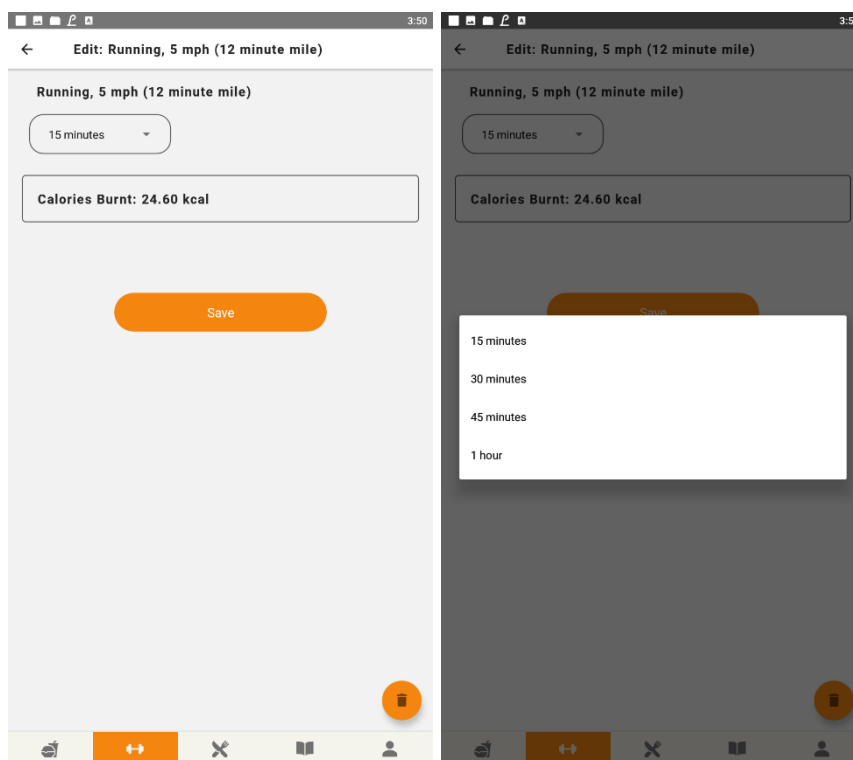 3:50
Edit: Running, 5 mph (12 minute mile)
Running, 5 mph (12 minute mile)
15 minutes
Calories Burnt: 24.60 kcal
Save
3:5
Edit: Running, 5 mph (12 minute mile)
Running, 5 mph (12 minute mile)
15 minutes
Calories Burnt: 24.60 kcal
Save
15 minutes
30 minutes
45 minutes
1 hour